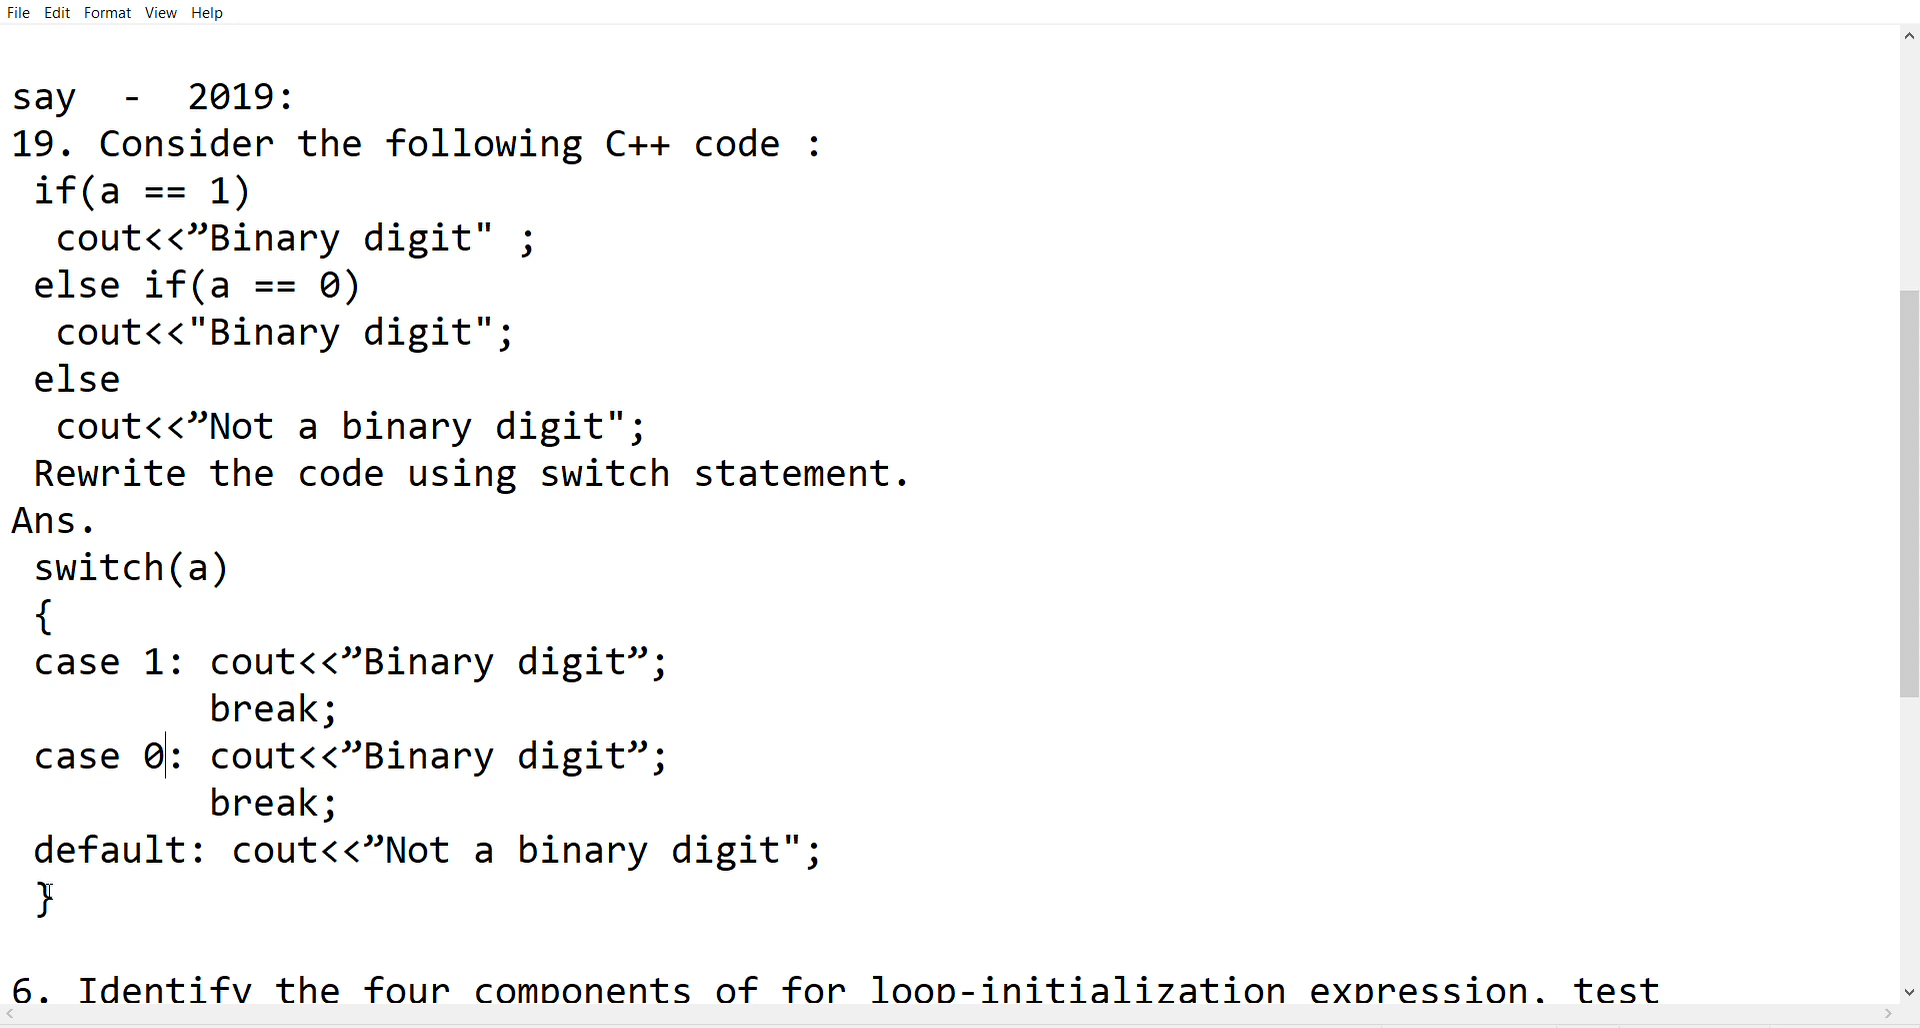 File Edit Format View Help
say - 2019:
19. Consider the following C++ code :
if(a == 1)
cout<<”Binary digit" ;
else if(a == 0)
cout<<"Binary digit";
else
cout<<”Not a binary digit";
Rewrite the code using switch statement.
Ans.
switch(a)
{
case 1: cout<<”Binary digit”;
break;
case 0: cout<<”Binary digit”;
break;
default: cout<<”Not a binary digit";
}
6. Identify the four components of for loop-initialization expression, test